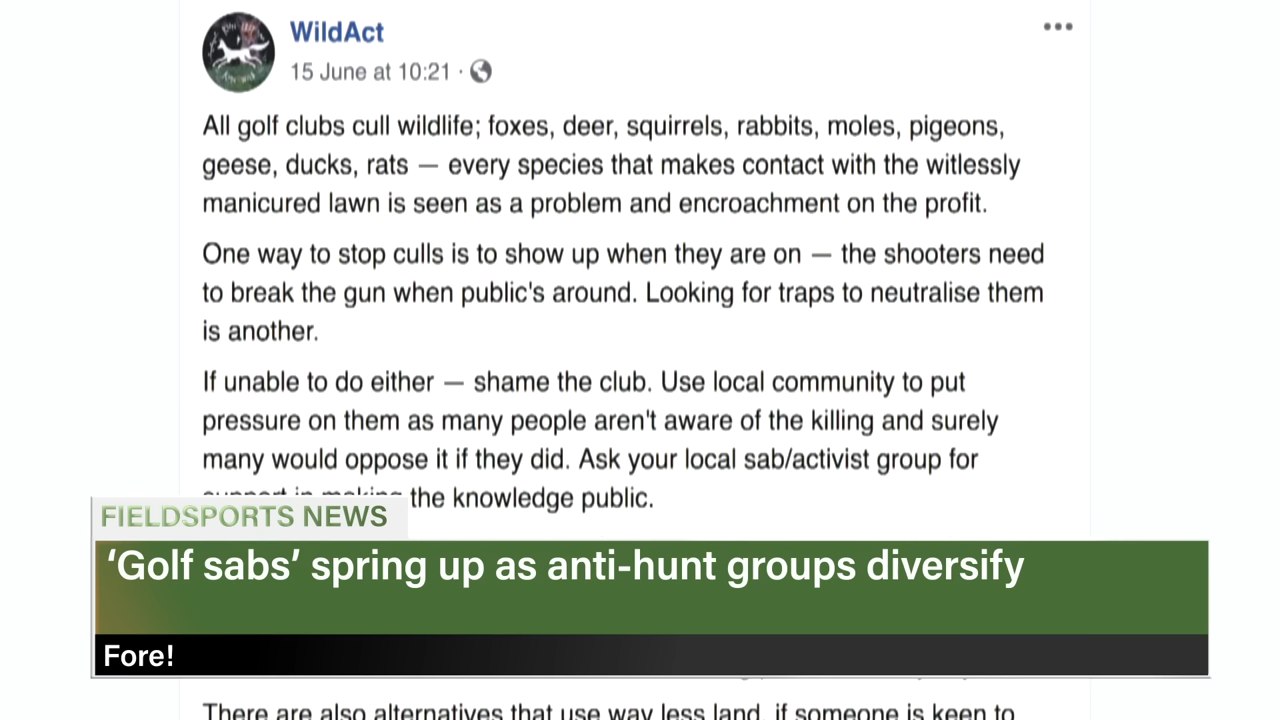 WildAct
15 June at 10:21 ·
All golf clubs cull wildlife; foxes, deer, squirrels, rabbits, moles, pigeons,
geese, ducks, rats — every species that makes contact with the witlessly
manicured lawn is seen as a problem and encroachment on the profit.
One way to stop culls is to show up when they are on — the shooters need
to break the gun when public's around. Looking for traps to neutralise them
is another.
If unable to do either — shame the club. Use local community to put
pressure on them as many people aren't aware of the killing and surely
many would oppose it if they did. Ask your local sab/activist group for
support in making the knowledge public.
FIELDSPORTS NEWS
‘Golf sabs’ spring up as anti-hunt groups diversify
Fore!
There are also alternatives that use way less land, if someone is keen to